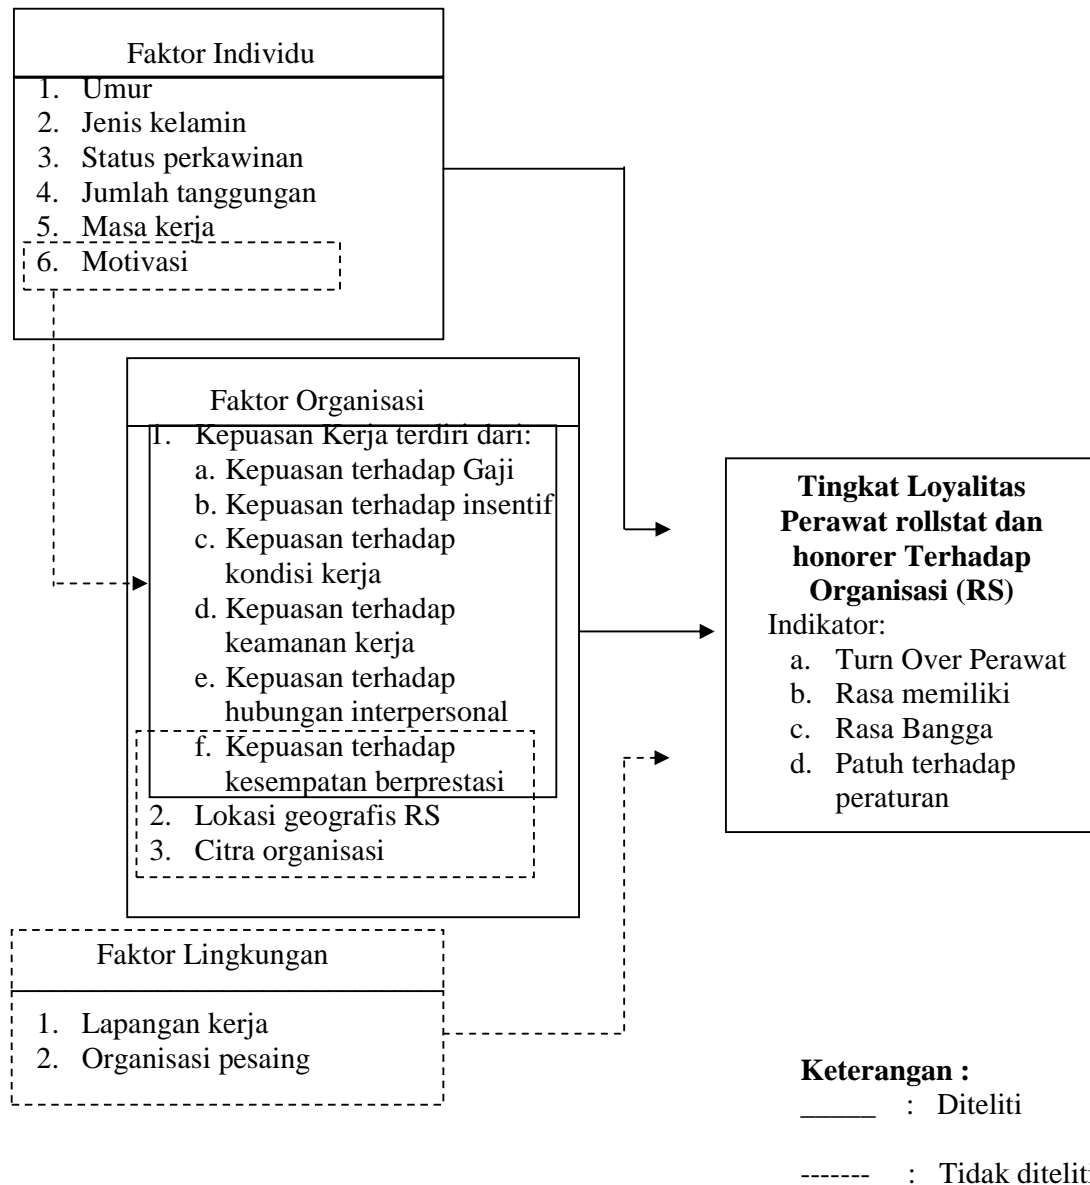 Faktor Individu
1. Umur
2. Jenis kelamin
3. Status perkawinan
4. Jumlah tanggungan
5. Masa kerja
6. Motivasi
Faktor Organisasi
1. Kepuasan Kerja terdiri dari:
a. Kepuasan terhadap Gaji
b. Kepuasan terhadap insentif
c. Kepuasan terhadap
kondisi kerja
d. Kepuasan terhadap
keamanan kerja
e. Kepuasan terhadap
hubungan interpersonal
f. Kepuasan terhadap
kesempatan berprestasi
2. Lokasi geografis RS
3. Citra organisasi
Faktor Lingkungan
1. Lapangan kerja
2. Organisasi pesaing
Tingkat Loyalitas
Perawat rollstat dan
honorer Terhadap
Organisasi (RS)
Indikator:
a. Turn Over Perawat
b. Rasa memiliki
c. Rasa Bangga
d. Patuh terhadap
peraturan
Keterangan :
_____ : Diteliti
------- : Tidak diteliti